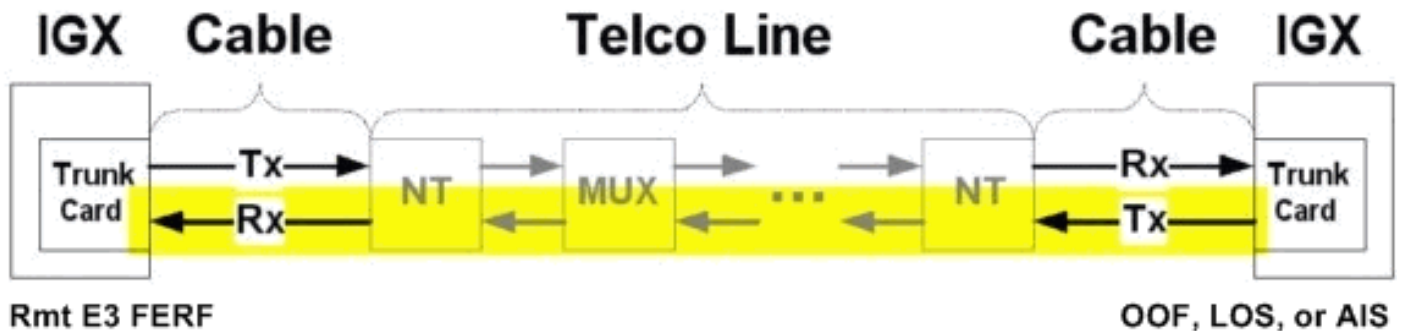 IGX Cable Telco Line Cable IGX
Trunk Card Tx NT MUX ... NT Rx Trunk Card
Rx Tx
Rmt E3 FERF OOF, LOS, or AIS